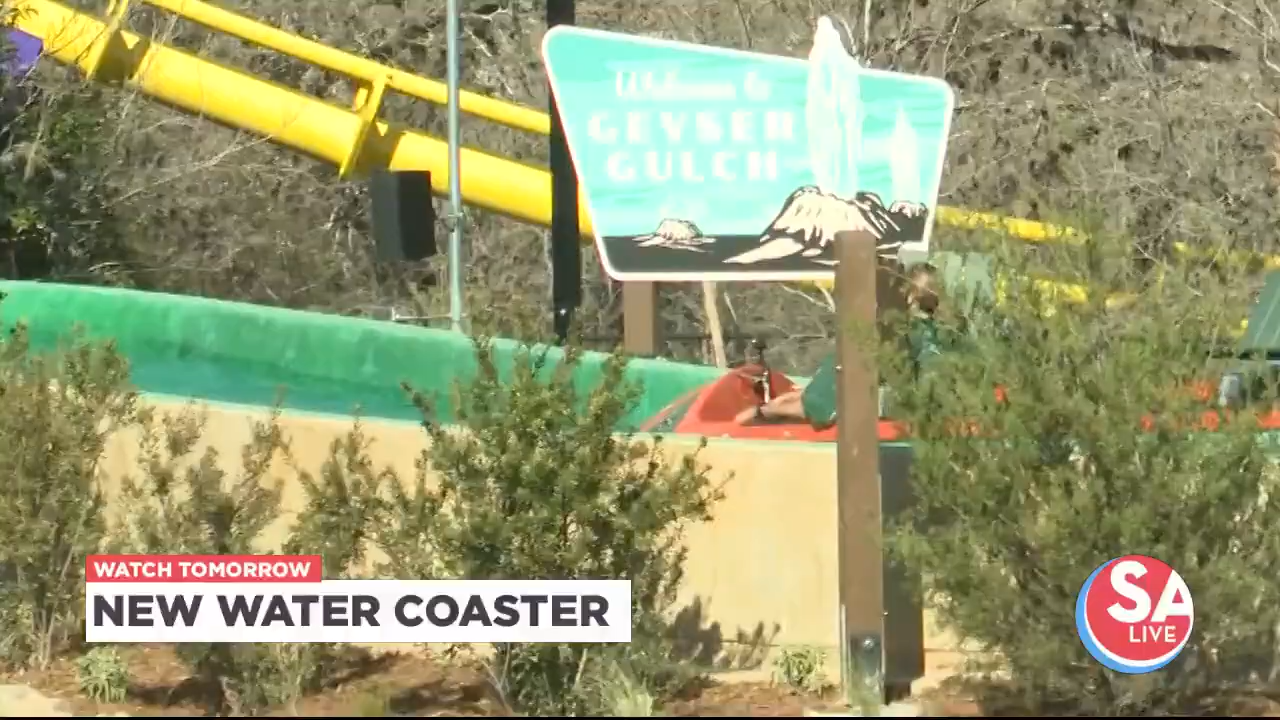 Welcome to
GEYSER
GULCH
WATCH TOMORROW
NEW WATER COASTER
SA
LIVE